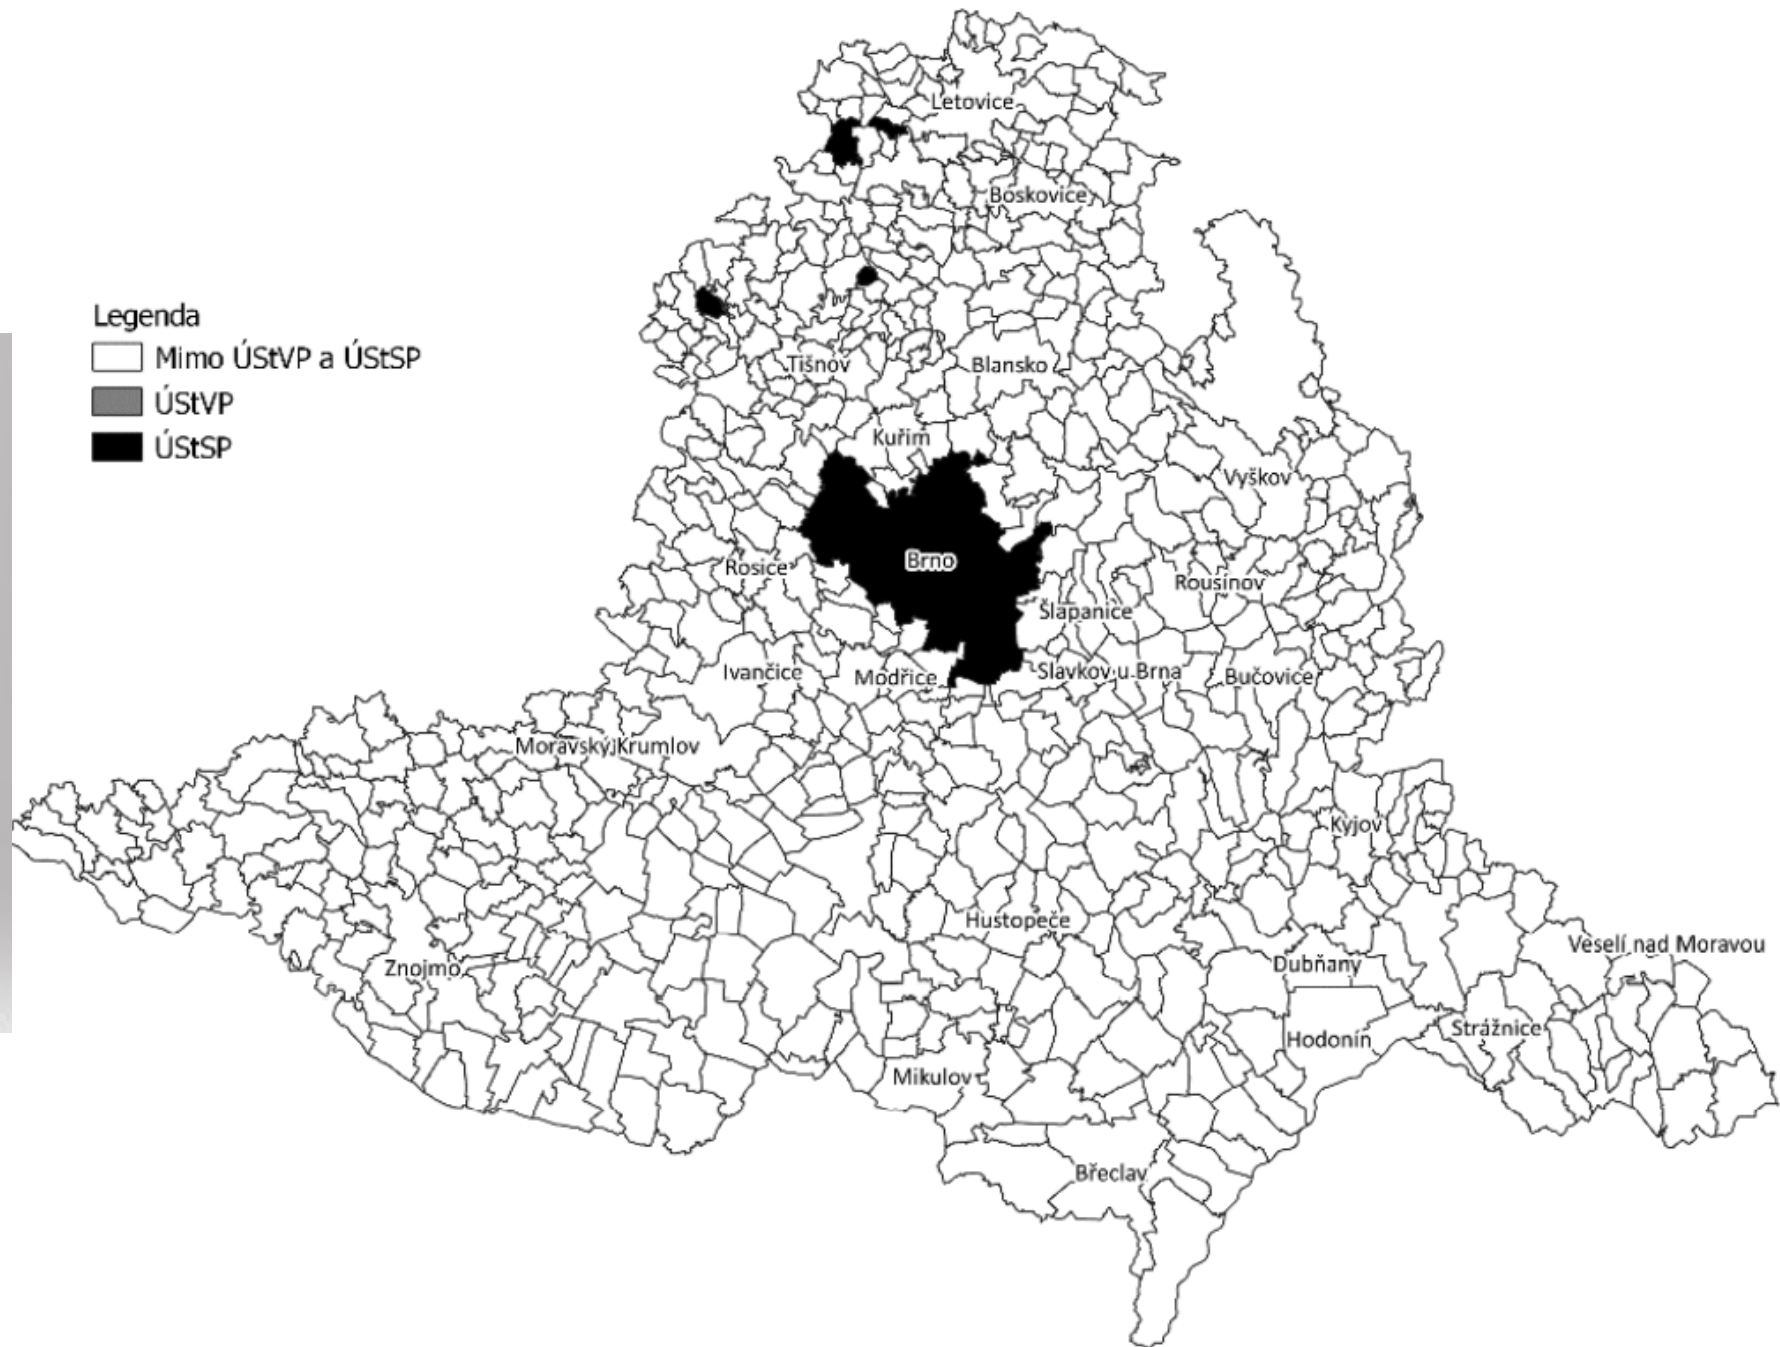 Letovice
Boskovice
Legenda
Mimo ÚStVP a ÚStSP
ÚStVP
ÚStSP
Tišnov
Blansko
Kuřim
Vyškov
Brno
Rosice
Rousínov
Šlapanice
Ivančice
Modřice
Slavkov u Brna
Bučovice
Moravský Krumlov
Kyjov
Hustopeče
Veselí nad Moravou
Znojmo
Dubňany
Strážnice
Hodonín
Mikulov
Břeclav